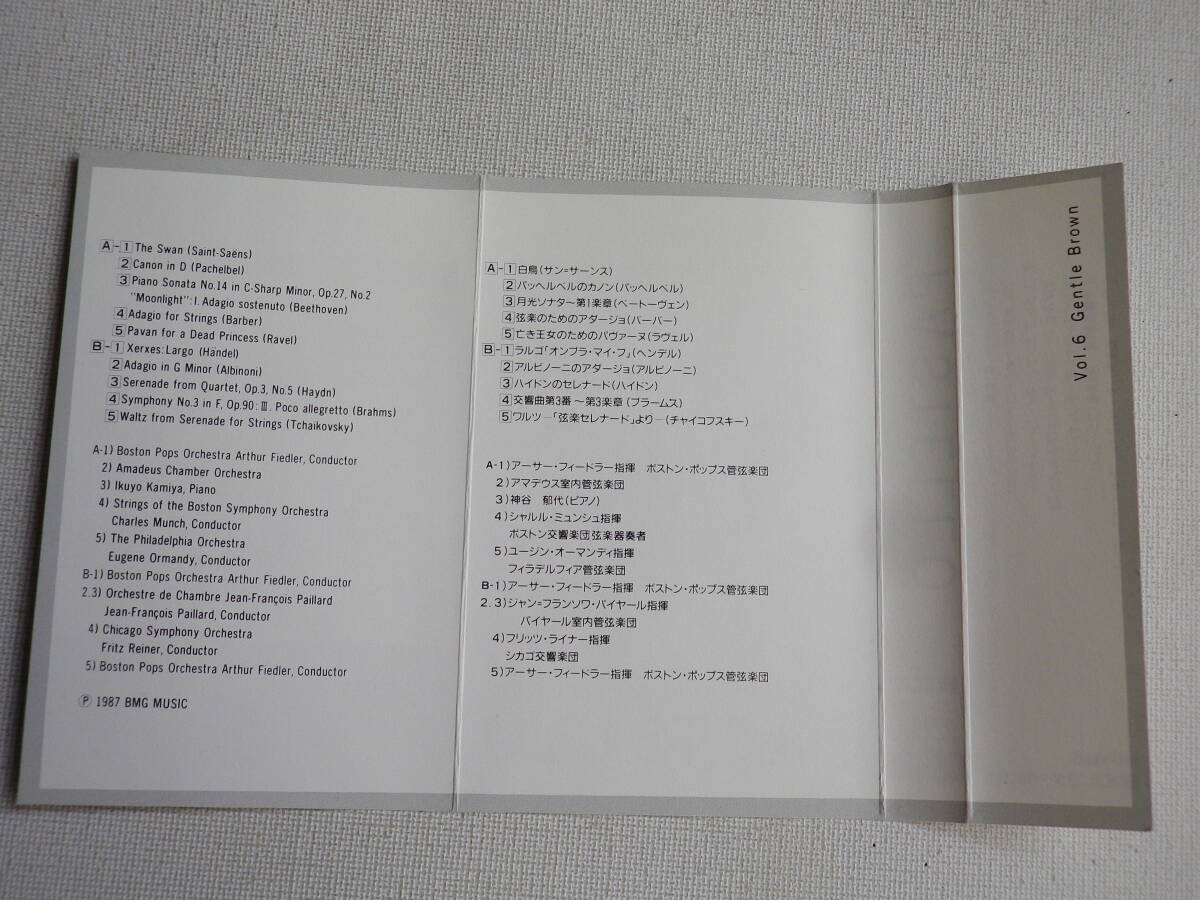 A-1 The Swan (Saint-Saëns)
2 Canon in D (Pachelbel)
3 Piano Sonata No.14 in C-Sharp Minor, Op.27, No.2
"Moonlight": I. Adagio sostenuto (Beethoven)
4 Adagio for Strings (Barber)
5 Pavan for a Dead Princess (Ravel)
B-1 Xerxes: Largo (Händel)
2 Adagio in G Minor (Albinoni)
3 Serenade from Quartet, Op.3, No.5 (Haydn)
4 Symphony No.3 in F, Op.90: III. Poco allegretto (Brahms)
5 Waltz from Serenade for Strings (Tchaikovsky)
A-1) Boston Pops Orchestra Arthur Fiedler, Conductor
2) Amadeus Chamber Orchestra
3) Ikuyo Kamiya, Piano
4) Strings of the Boston Symphony Orchestra
Charles Munch, Conductor
5) The Philadelphia Orchestra
Eugene Ormandy, Conductor
B-1) Boston Pops Orchestra Arthur Fiedler, Conductor
2.3) Orchestre de Chambre Jean-François Paillard
Jean-François Paillard, Conductor
4) Chicago Symphony Orchestra
Fritz Reiner, Conductor
5) Boston Pops Orchestra Arthur Fiedler, Conductor
Ⓟ 1987 BMG MUSIC
A-1 白鳥(サン=サーンス)
2 パッヘルベルのカノン(パッヘルベル)
3 月光ソナタ〜第1楽章(ベートーヴェン)
4 弦楽のためのアダージョ(バーバー)
5 亡き王女のためのパヴァーヌ(ラヴェル)
B-1 ラルゴ「オンブラ・マイ・フ」(ヘンデル)
2 アルビノーニのアダージョ(アルビノーニ)
3 ハイドンのセレナード(ハイドン)
4 交響曲第3番〜第3楽章(ブラームス)
5 ワルツ―「弦楽セレナード」より―(チャイコフスキー)
A-1)アーサー・フィードラー指揮 ボストン・ポップス管弦楽団
2)アマデウス室内管弦楽団
3)神谷 郁代(ピアノ)
4)シャルル・ミュンシュ指揮
ボストン交響楽団弦楽器奏者
5)ユージン・オーマンディ指揮
フィラデルフィア管弦楽団
B-1)アーサー・フィードラー指揮 ボストン・ポップス管弦楽団
2.3)ジャン=フランソワ・パイヤール指揮
パイヤール室内管弦楽団
4)フリッツ・ライナー指揮
シカゴ交響楽団
5)アーサー・フィードラー指揮 ボストン・ポップス管弦楽団
Vol.6 Gentle Brown